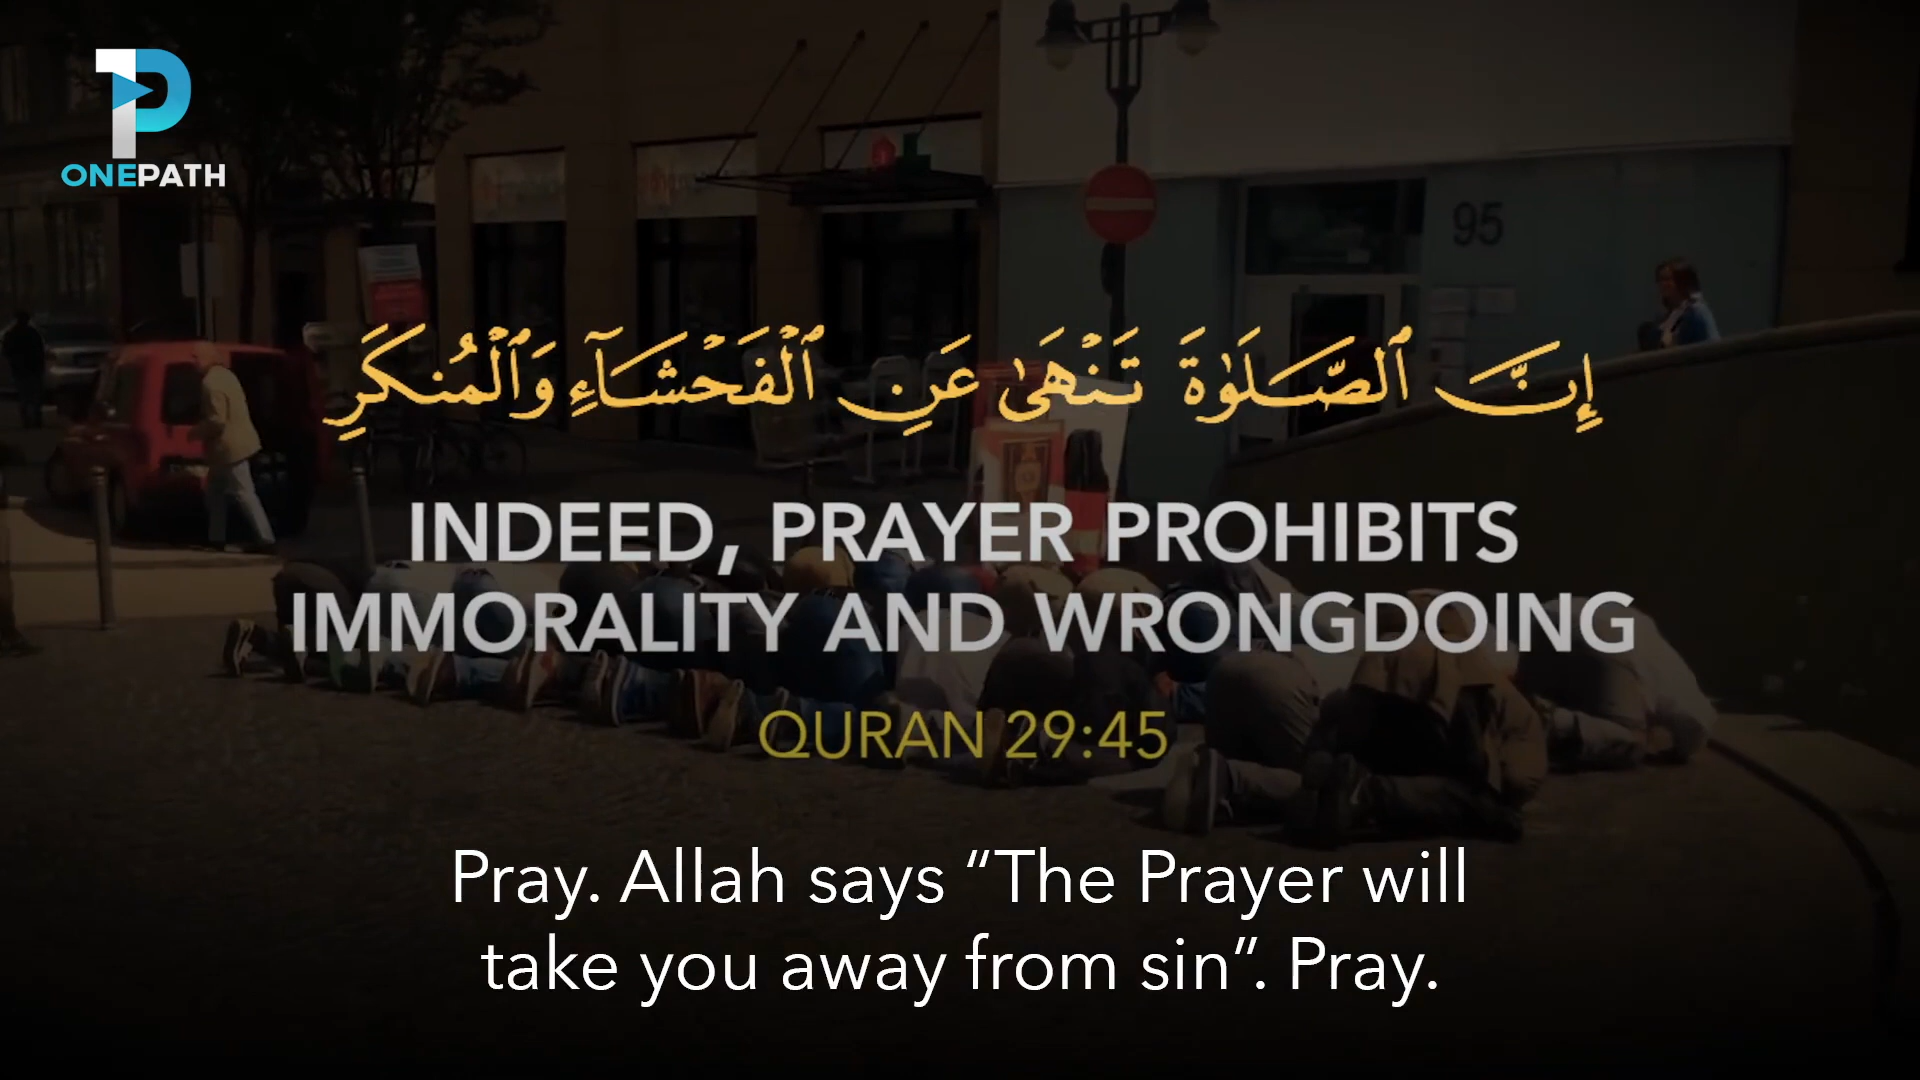 ONEPATH
95
إِنَّ ٱلصَّلَوٰةَ تَنْهَىٰ عَنِ ٱلْفَحْشَآءِ وَٱلْمُنكَرِ
INDEED, PRAYER PROHIBITS
IMMORALITY AND WRONGDOING
QURAN 29:45
Pray. Allah says “The Prayer will
take you away from sin”. Pray.